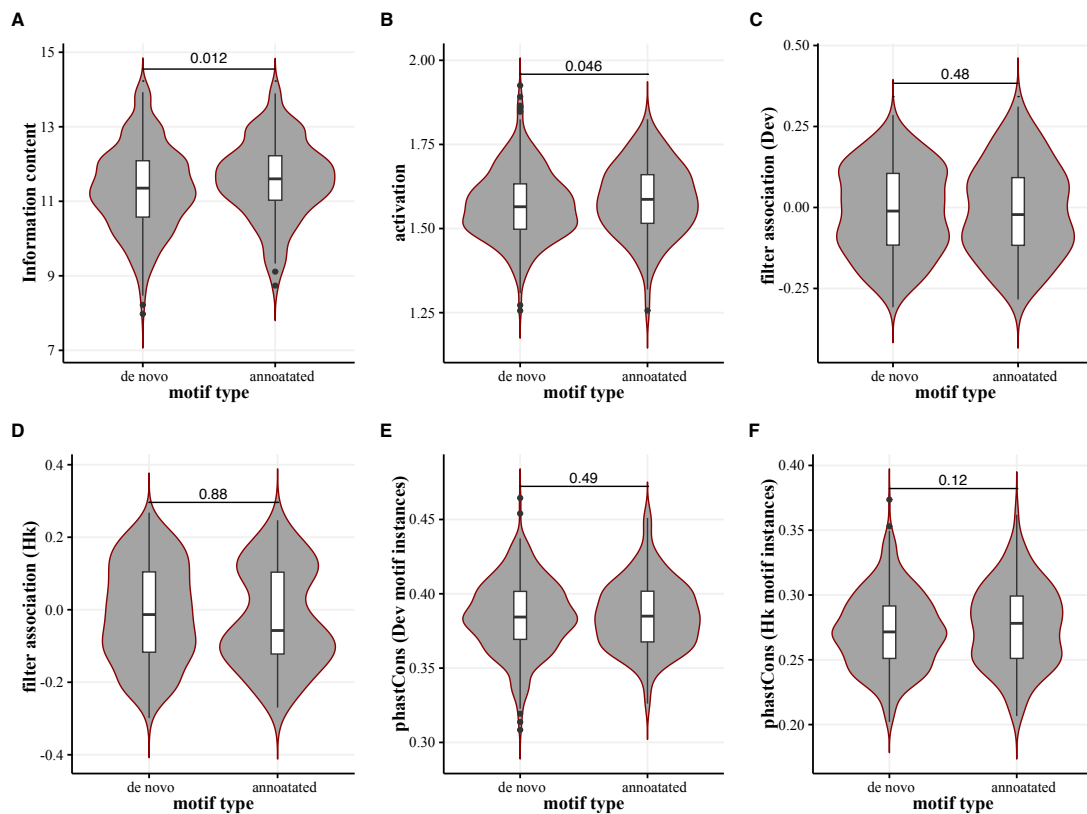 A
Information content
15
13
11
9
7
0.012
de novo
annoatated
motif type
B
activation
2.00
1.75
1.50
1.25
0.046
de novo
annoatated
motif type
C
filter association (Dev)
0.50
0.25
0.00
-0.25
0.48
de novo
annoatated
motif type
D
filter association (Hk)
0.4
0.2
0.0
-0.2
-0.4
0.88
de novo
annoatated
motif type
E
phastCons (Dev motif instances)
0.45
0.40
0.35
0.30
0.49
de novo
annoatated
motif type
F
phastCons (Hk motif instances)
0.40
0.35
0.30
0.25
0.20
0.12
de novo
annoatated
motif type